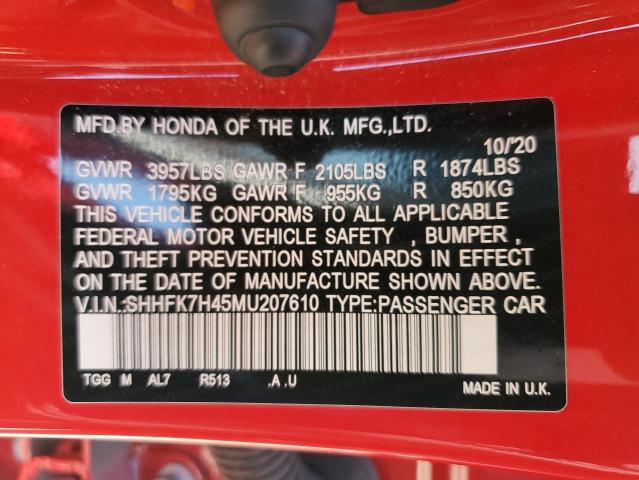 MFD.BY HONDA OF THE U.K. MFG.,LTD.
10/'20
GVWR 3957LBS GAWR F 2105LBS R 1874LBS
GVWR 1795KG GAWR F 955KG R 850KG
THIS VEHICLE CONFORMS TO ALL APPLICABLE
FEDERAL MOTOR VEHICLE SAFETY , BUMPER ,
AND THEFT PREVENTION STANDARDS IN EFFECT
ON THE DATE OF MANUFACTURE SHOWN ABOVE.
V.I.N.:SHHFK7H45MU207610 TYPE:PASSENGER CAR
TGG M AL7 R513 .A .U
MADE IN U.K.